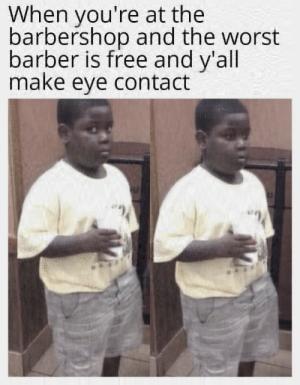 When you're at the
barbershop and the worst
barber is free and y'all
make eye contact